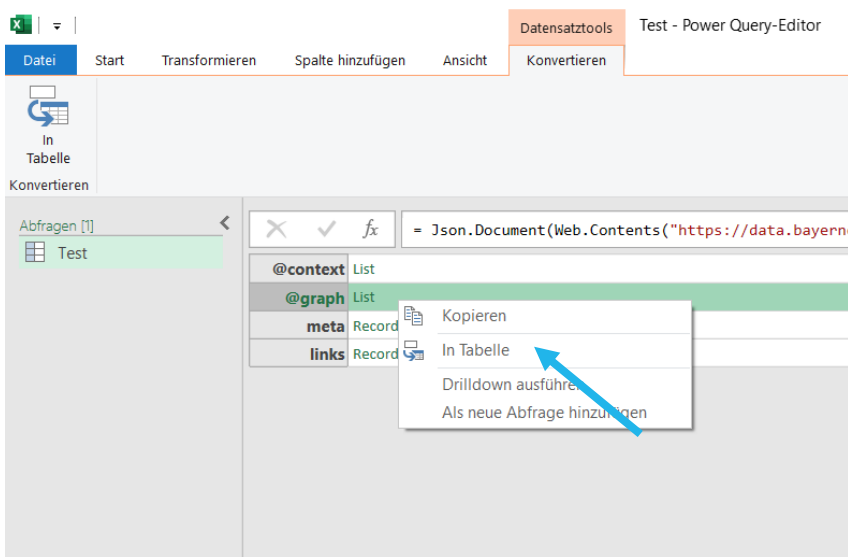 Datensatztools
Test - Power Query-Editor
Datei
Start
Transformieren
Spalte hinzufügen
Ansicht
Konvertieren
In
Tabelle
Konvertieren
Abfragen [1]
Test
fx
= Json.Document(Web.Contents("https://data.bayern
@context List
@graph List
meta Record
links Record
Kopieren
In Tabelle
Drilldown ausführen
Als neue Abfrage hinzufügen